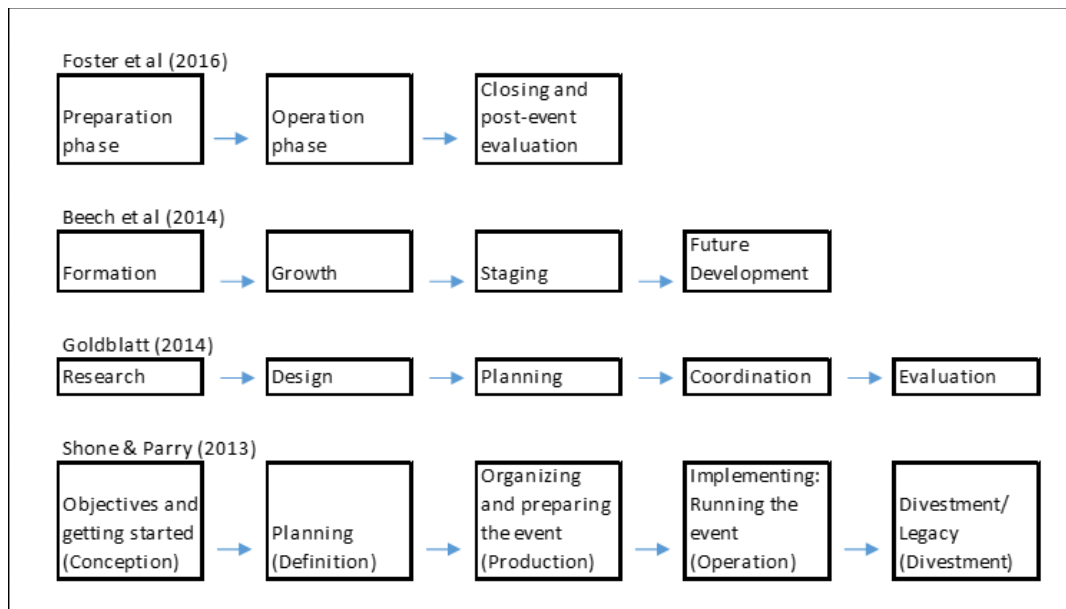 Foster et al (2016)
Preparation
phase
Operation
phase
Closing and
post-event
evaluation
Beech et al (2014)
Formation
Growth
Staging
Future
Development
Goldblatt (2014)
Research
Design
Planning
Coordination
Evaluation
Shone & Parry (2013)
Objectives and
getting started
(Conception)
Planning
(Definition)
Organizing
and preparing
the event
(Production)
Implementing:
Running the
event
(Operation)
Divestment/
Legacy
(Divestment)